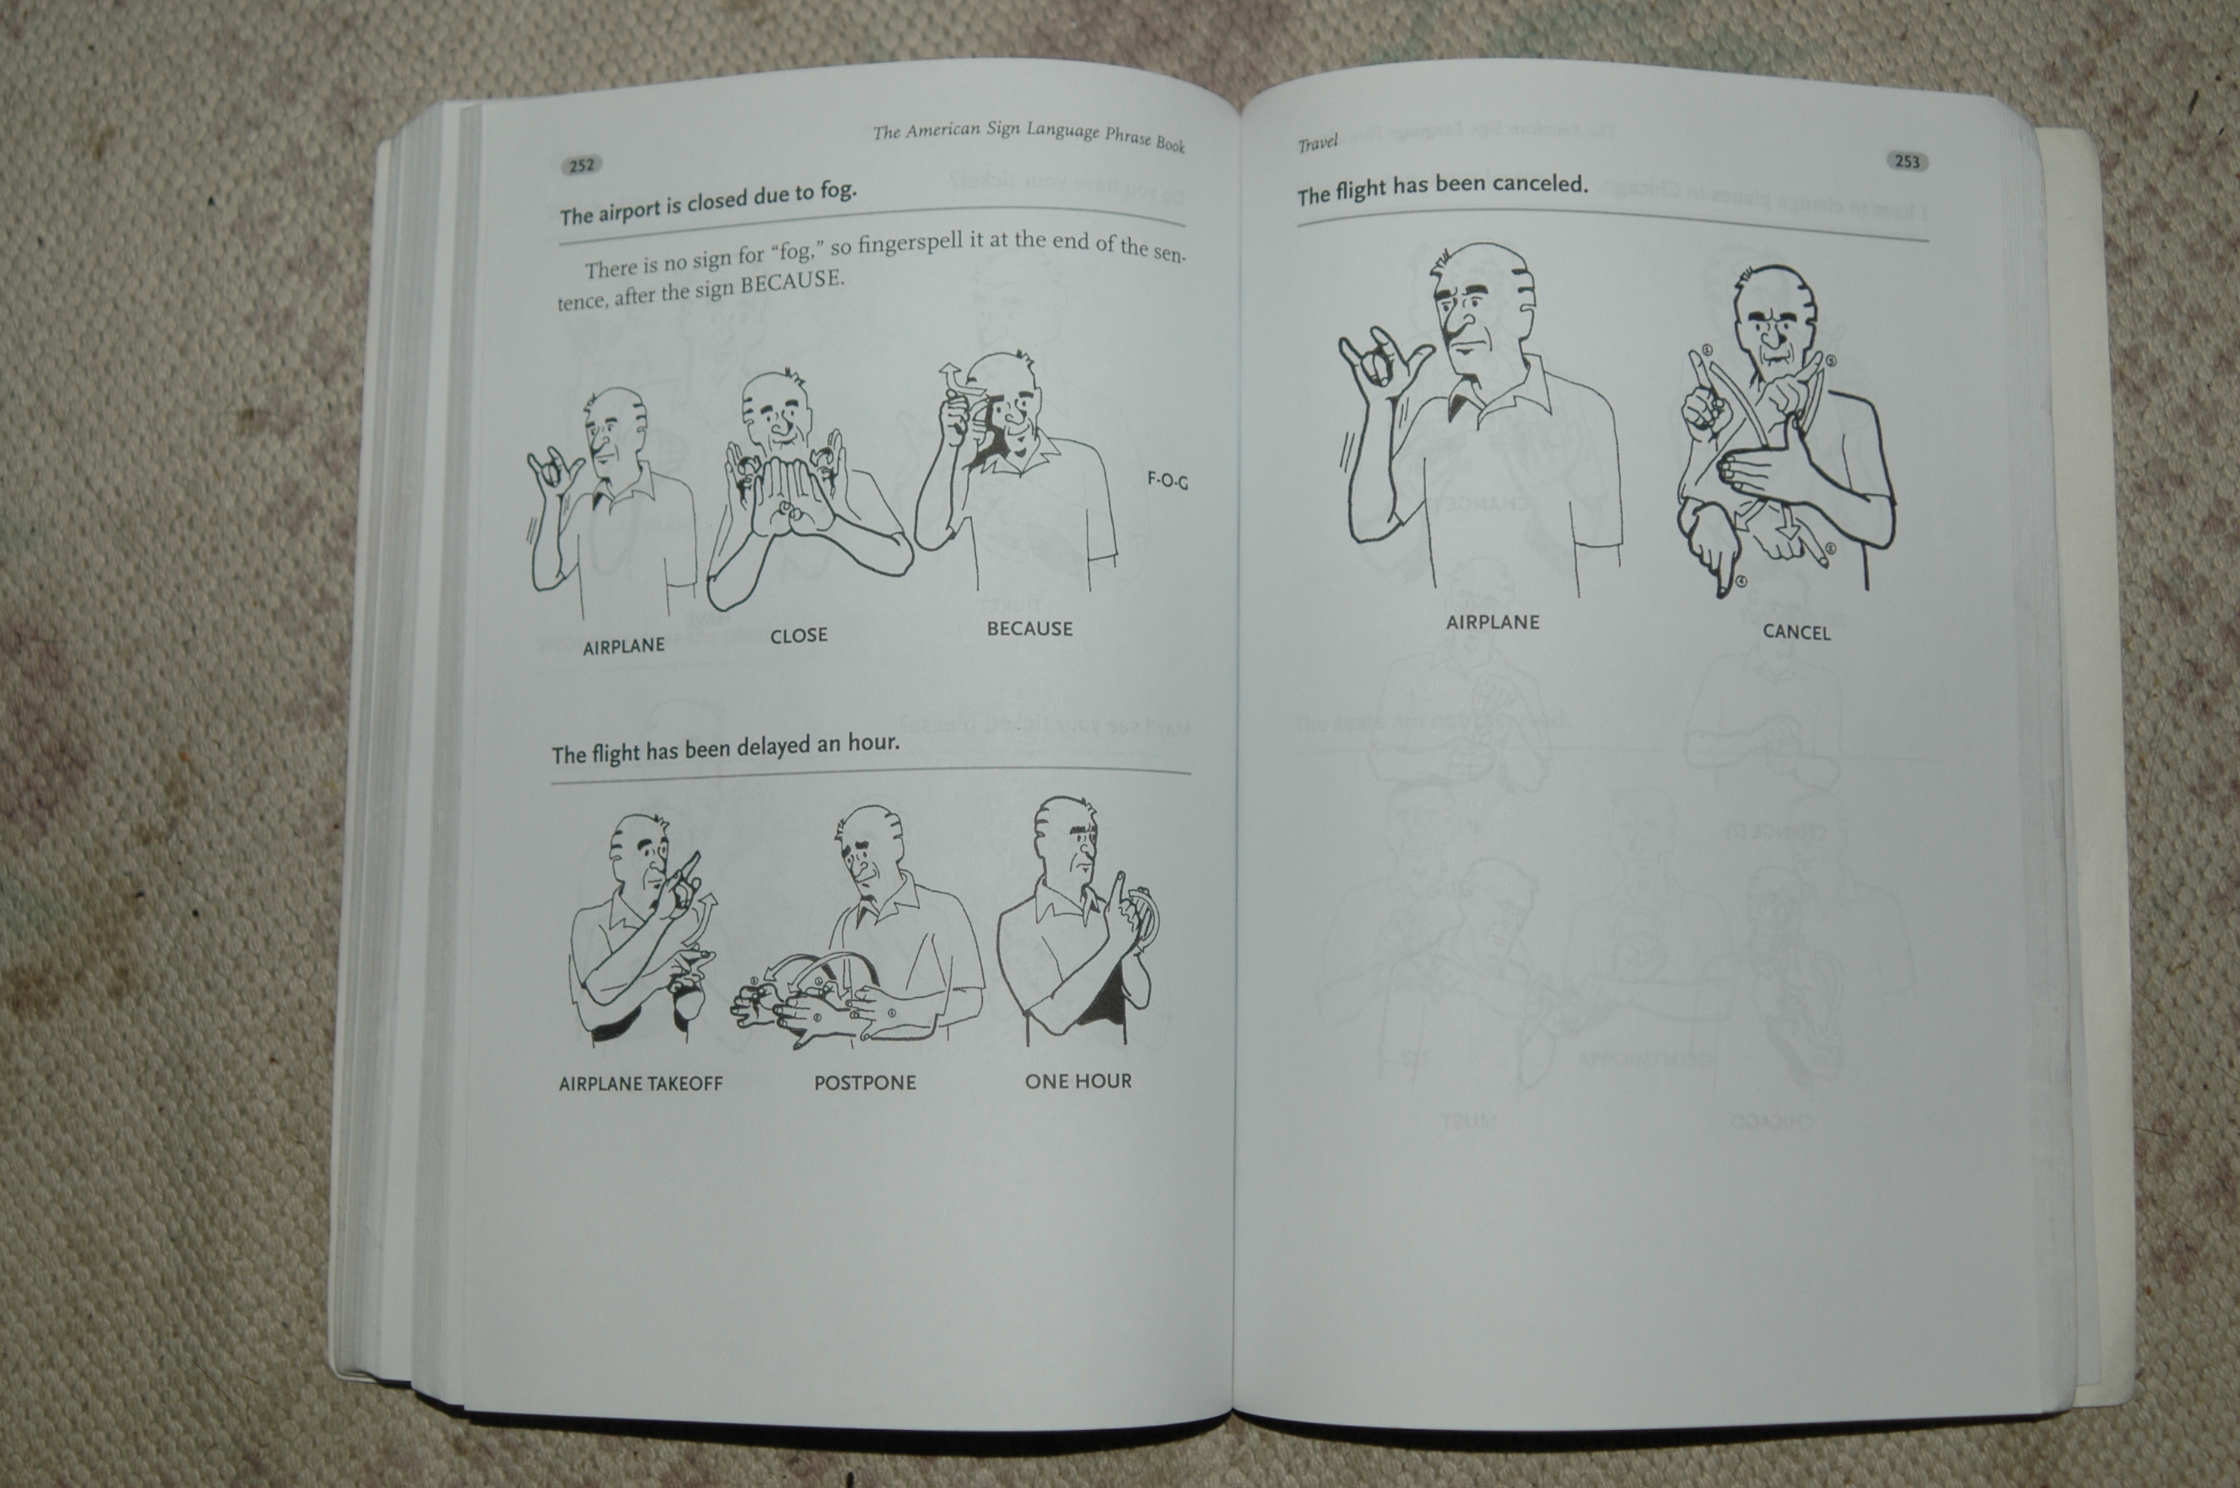 252
The American Sign Language Phrase Book
The airport is closed due to fog.
There is no sign for "fog," so fingerspell it at the end of the sen-
tence, after the sign BECAUSE.
F-O-G
AIRPLANE CLOSE BECAUSE
The flight has been delayed an hour.
AIRPLANE TAKEOFF POSTPONE ONE HOUR
Travel
253
The flight has been canceled.
AIRPLANE CANCEL